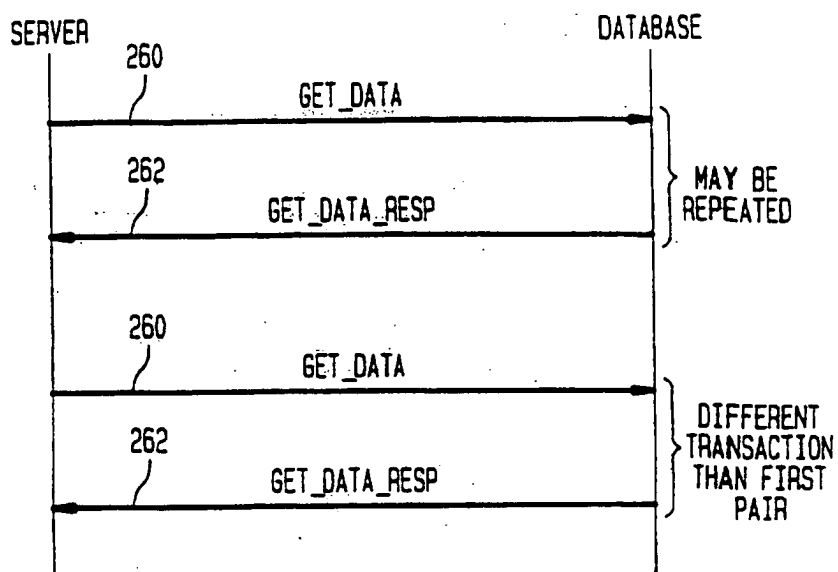 SERVER
DATABASE
260
GET_DATA
262
GET_DATA_RESP
MAY BE
REPEATED
260
GET_DATA
262
GET_DATA_RESP
DIFFERENT
TRANSACTION
THAN FIRST
PAIR